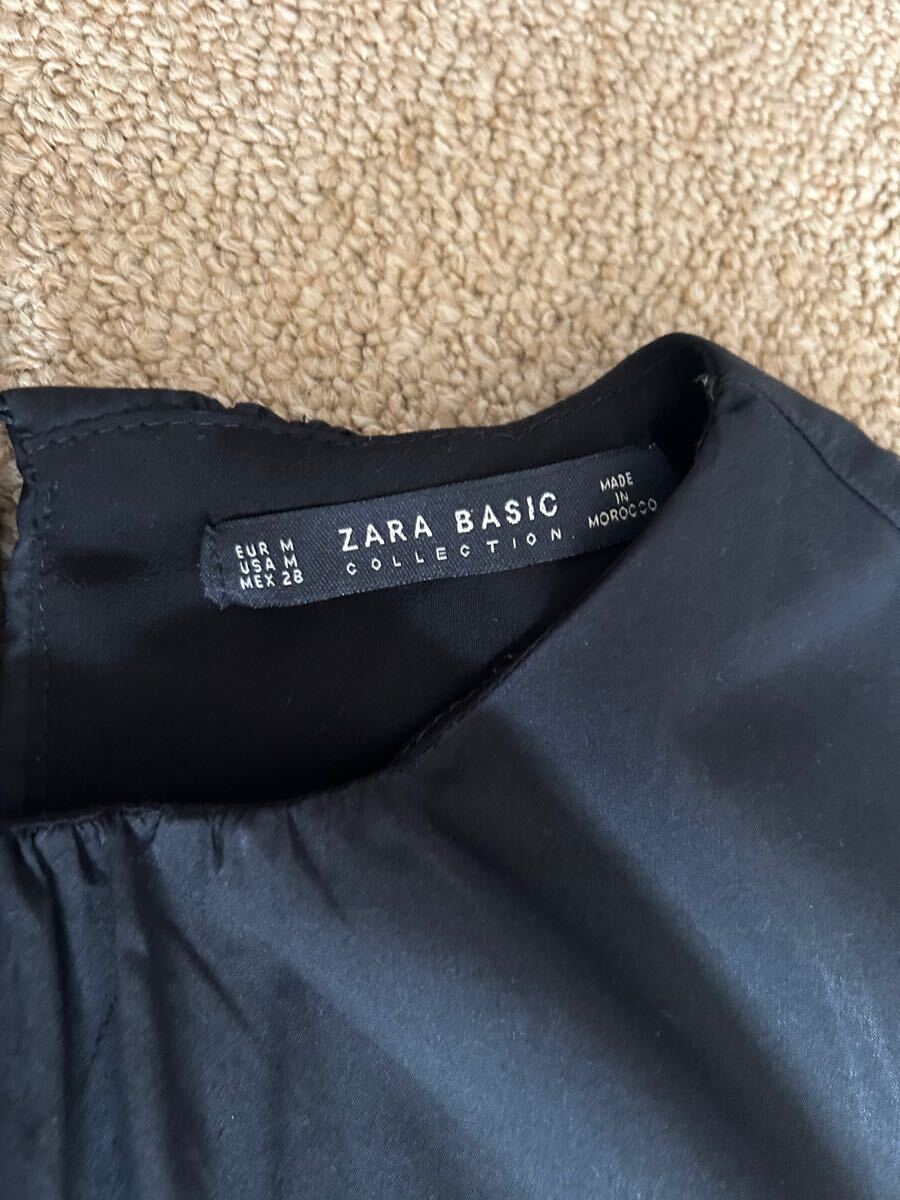 EUR M
USA M
MEX 28
ZARA BASIC
COLLECTION
MADE
IN
MOROCCO